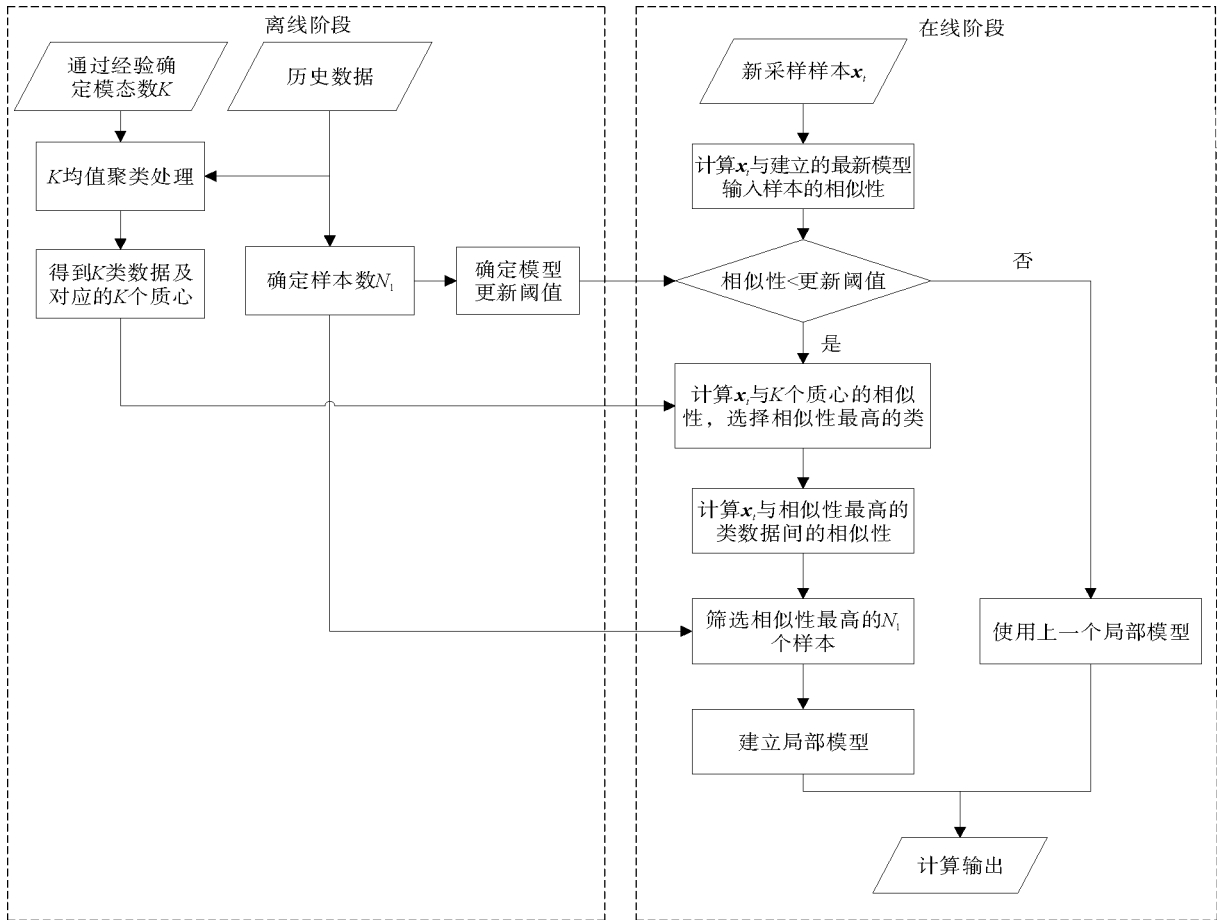 离线阶段
通过经验确
定模态数K
历史数据
K均值聚类处理
得到K类数据及
对应的K个质心
确定样本数N₁
确定模型
更新阈值
在线阶段
新采样样本xₜ
计算xₜ与建立的最新模型
输入样本的相似性
相似性<更新阈值
否
是
计算xₜ与K个质心的相似
性，选择相似性最高的类
计算xₜ与相似性最高的
类数据间的相似性
筛选相似性最高的N₁
个样本
使用上一个局部模型
建立局部模型
计算输出